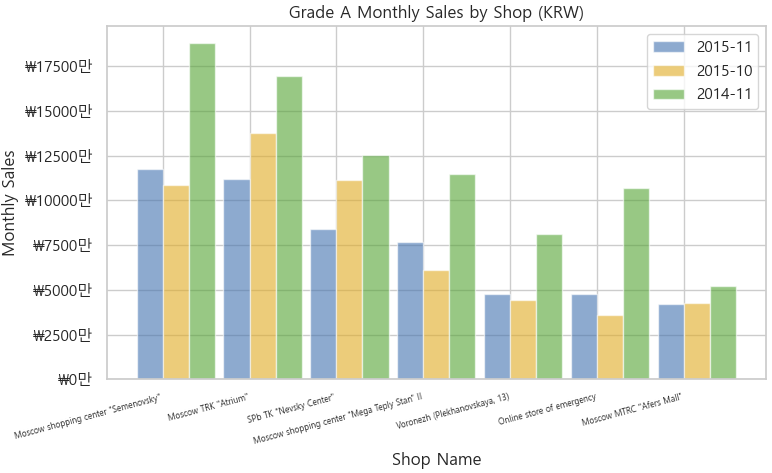 Grade A Monthly Sales by Shop (KRW)
2015-11
2015-10
2014-11
Monthly Sales
₩17500만
₩15000만
₩12500만
₩10000만
₩7500만
₩5000만
₩2500만
₩0만
Moscow shopping center "Semenovsky"
Moscow TRK "Atrium"
SPb TK "Nevsky Center"
Moscow shopping center "Mega Teply Stan" II
Voronezh (Plekhanovskaya, 13)
Online store of emergency
Moscow MTRC "Afers Mall"
Shop Name